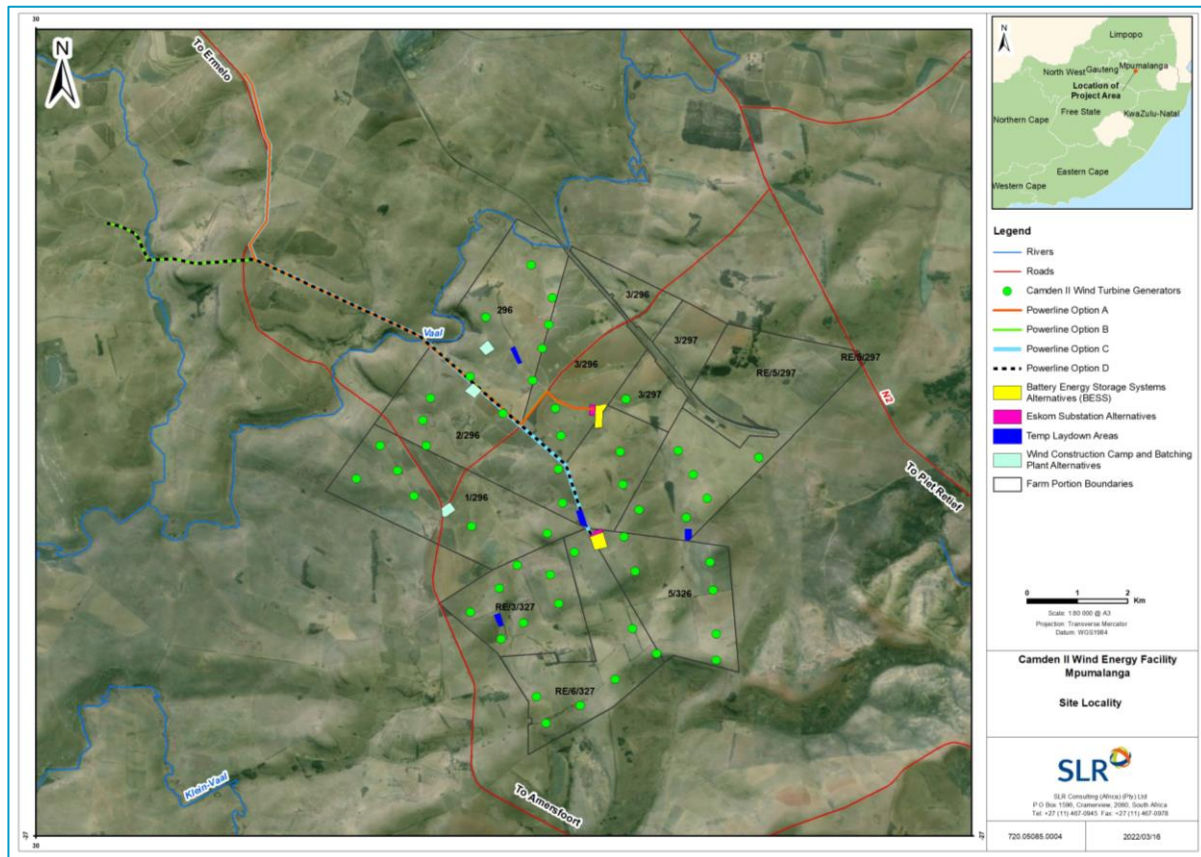 30
To Ermelo
N
Vaal
296
3/296
3/297
RE/5/297
RE/5/297
3/296
3/297
2/296
N2
1/296
To Piet Retief
5/326
RE/3/327
RE/6/327
Klein-Vaal
To Amersfoort
-27
-27
30
N
Limpopo
North West
Gauteng
Mpumalanga
Location of
Project Area
Free State
KwaZulu-Natal
Northern Cape
Eastern Cape
Western Cape
Legend
Rivers
Roads
Camden II Wind Turbine Generators
Powerline Option A
Powerline Option B
Powerline Option C
Powerline Option D
Battery Energy Storage Systems
Alternatives (BESS)
Eskom Substation Alternatives
Temp Laydown Areas
Wind Construction Camp and Batching
Plant Alternatives
Farm Portion Boundaries
0 1 2
Km
Scale: 1:60 000 @ A3
Projection: Transverse Mercator
Datum: WGS1984
Camden II Wind Energy Facility
Mpumalanga
Site Locality
SLR
SLR Consulting (Africa) (Pty) Ltd
P O Box 1596, Cramerview, 2060, South Africa
Tel: +27 (11) 467-0945 Fax: +27 (11) 467-0978
720.05085.0004
2022/03/16